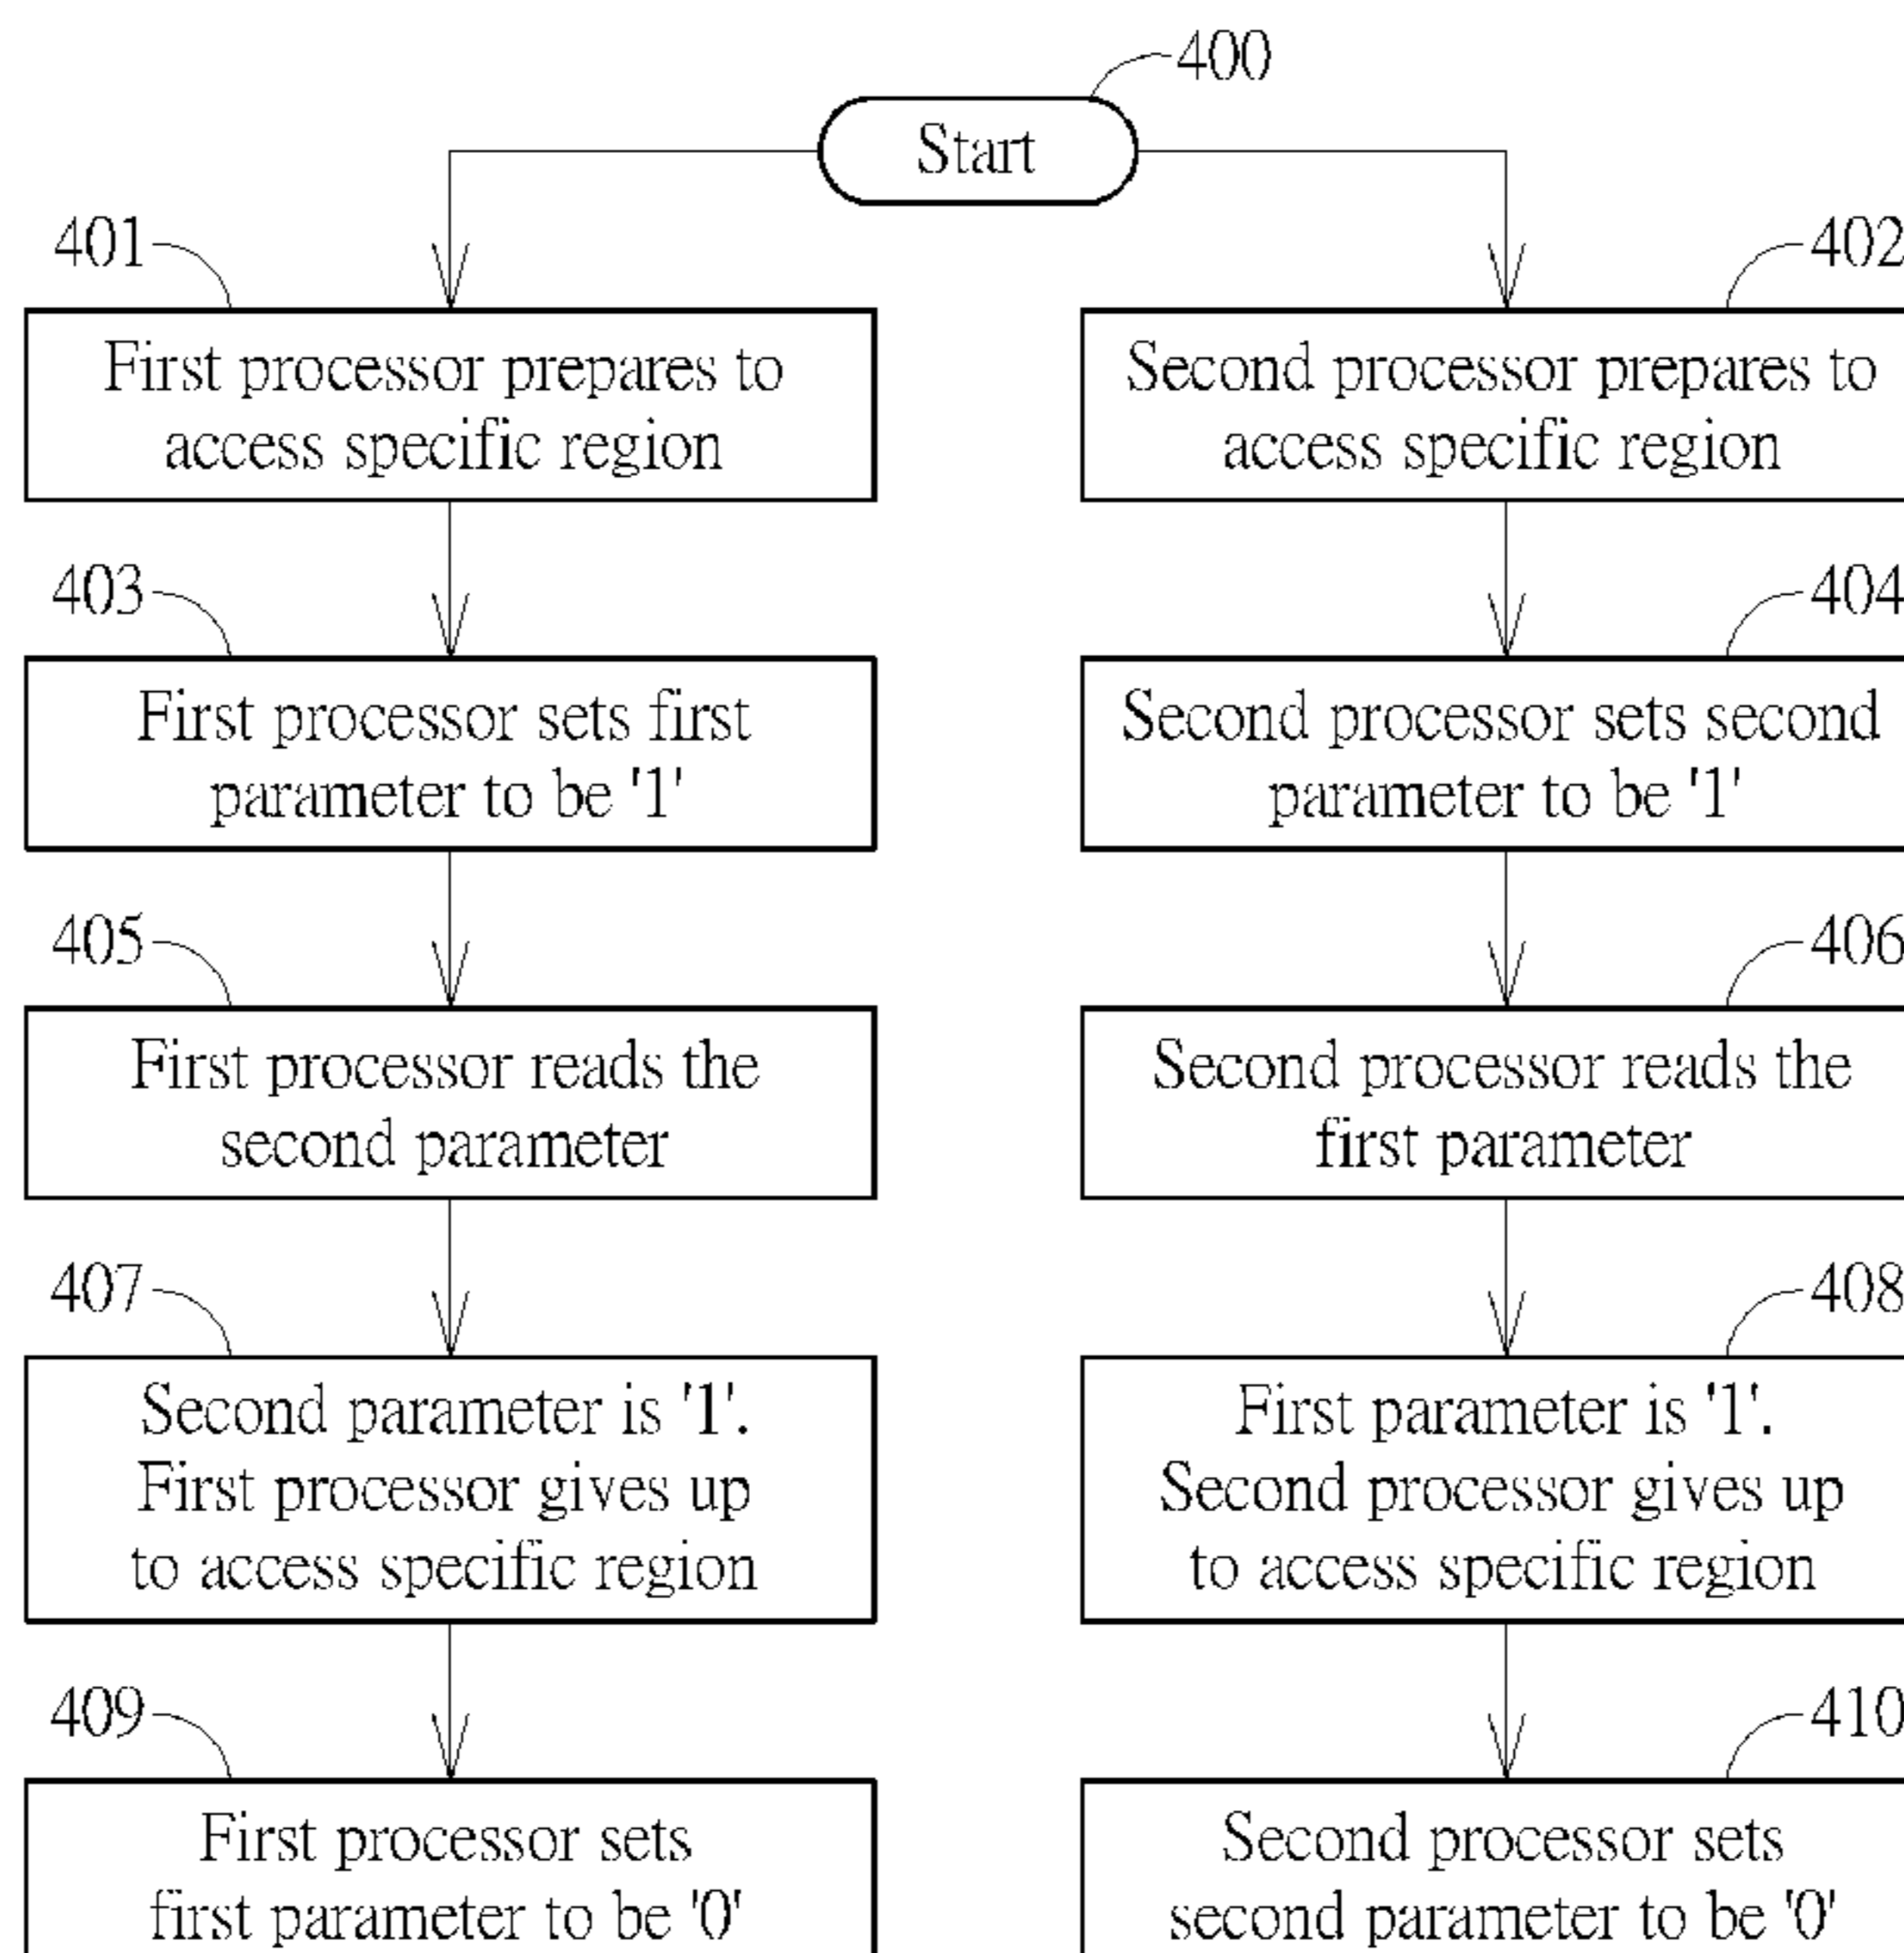 400
Start
401
402
First processor prepares to
access specific region
Second processor prepares to
access specific region
403
404
First processor sets first
parameter to be '1'
Second processor sets second
parameter to be '1'
405
406
First processor reads the
second parameter
Second processor reads the
first parameter
407
408
Second parameter is '1'.
First processor gives up
to access specific region
First parameter is '1'.
Second processor gives up
to access specific region
409
410
First processor sets
first parameter to be '0'
Second processor sets
second parameter to be '0'